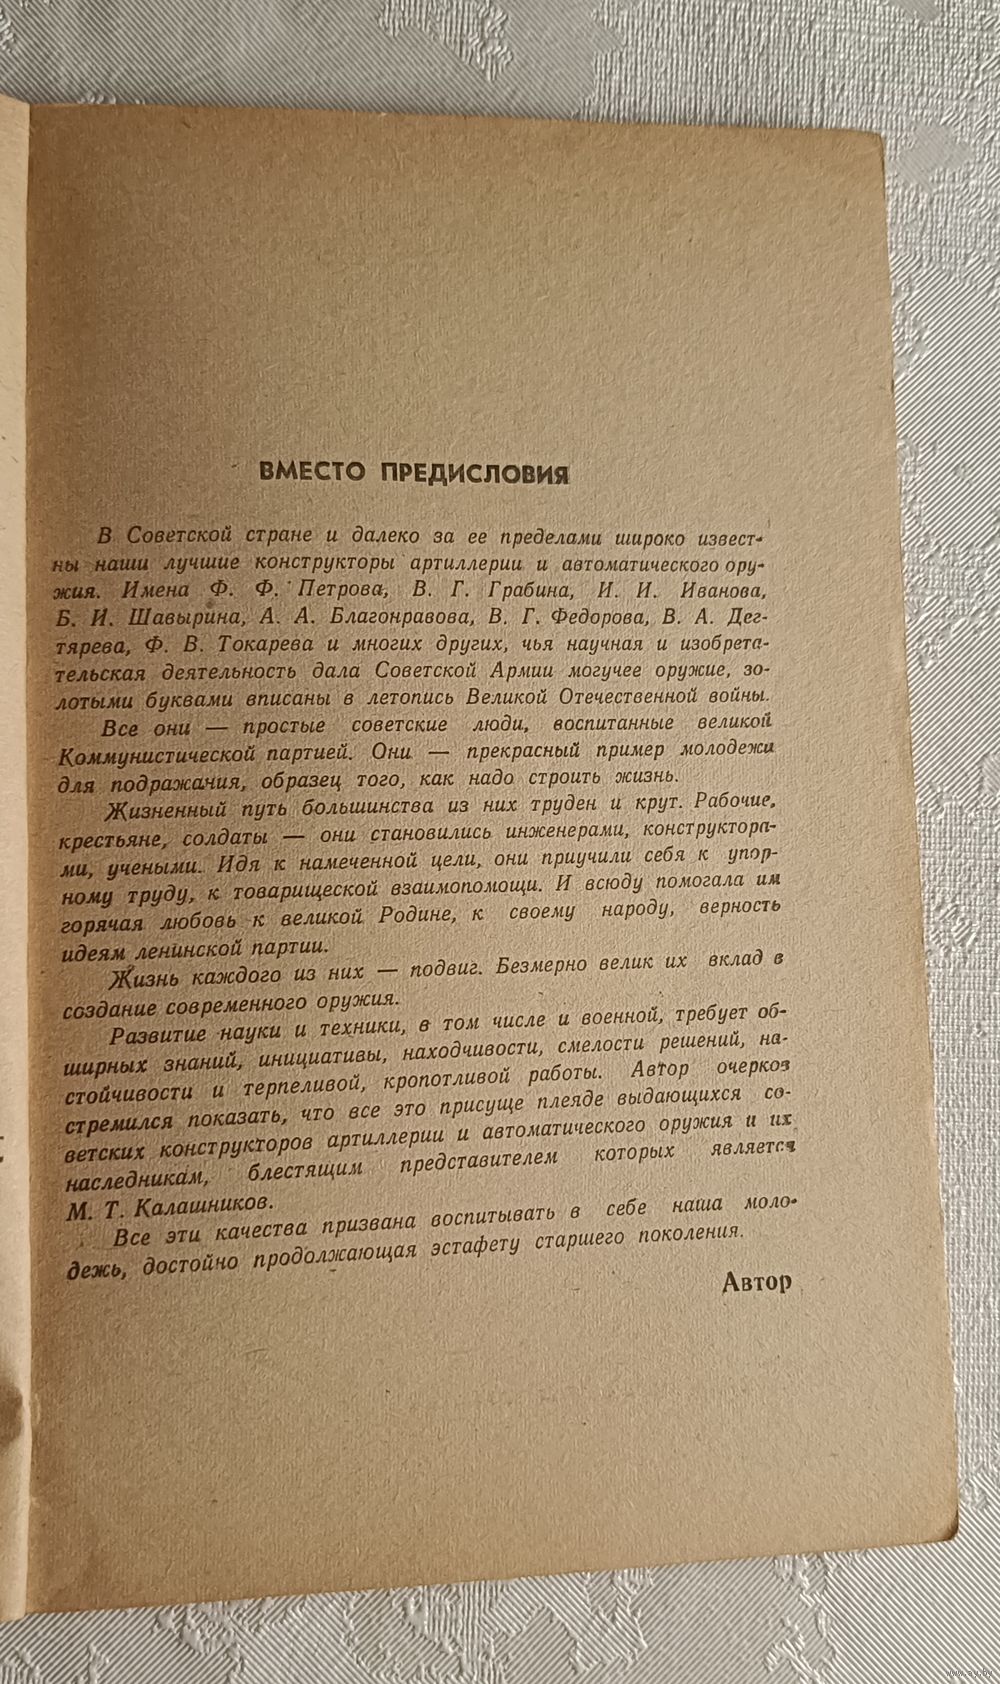 ВМЕСТО ПРЕДИСЛОВИЯ
В Советской стране и далеко за ее пределами широко извест-
ны наши лучшие конструкторы артиллерии и автоматического ору-
жия. Имена Ф. Ф. Петрова, В. Г. Грабина, И. И. Иванова,
Б. И. Шавырина, А. А. Благонравова, В. Г. Федорова, В. А. Дег-
тярева, Ф. В. Токарева и многих других, чья научная и изобрета-
тельская деятельность дала Советской Армии могучее оружие, зо-
лотыми буквами вписаны в летопись Великой Отечественной войны.
Все они — простые советские люди, воспитанные великой
Коммунистической партией. Они — прекрасный пример молодежи
для подражания, образец того, как надо строить жизнь.
Жизненный путь большинства из них труден и крут. Рабочие,
крестьяне, солдаты — они становились инженерами, конструктора-
ми, учеными. Идя к намеченной цели, они приучили себя к упор-
ному труду, к товарищеской взаимопомощи. И всюду помогала им
горячая любовь к великой Родине, к своему народу, верность
идеям ленинской партии.
Жизнь каждого из них — подвиг. Безмерно велик их вклад в
создание современного оружия.
Развитие науки и техники, в том числе и военной, требует об-
ширных знаний, инициативы, находчивости, смелости решений, на-
стойчивости и терпеливой, кропотливой работы. Автор очерков
стремился показать, что все это присуще плеяде выдающихся со-
ветских конструкторов артиллерии и автоматического оружия и их
наследникам, блестящим представителем которых является
М. Т. Калашников.
Все эти качества призвана воспитывать в себе наша моло-
дежь, достойно продолжающая эстафету старшего поколения.
Автор
www.ay.by